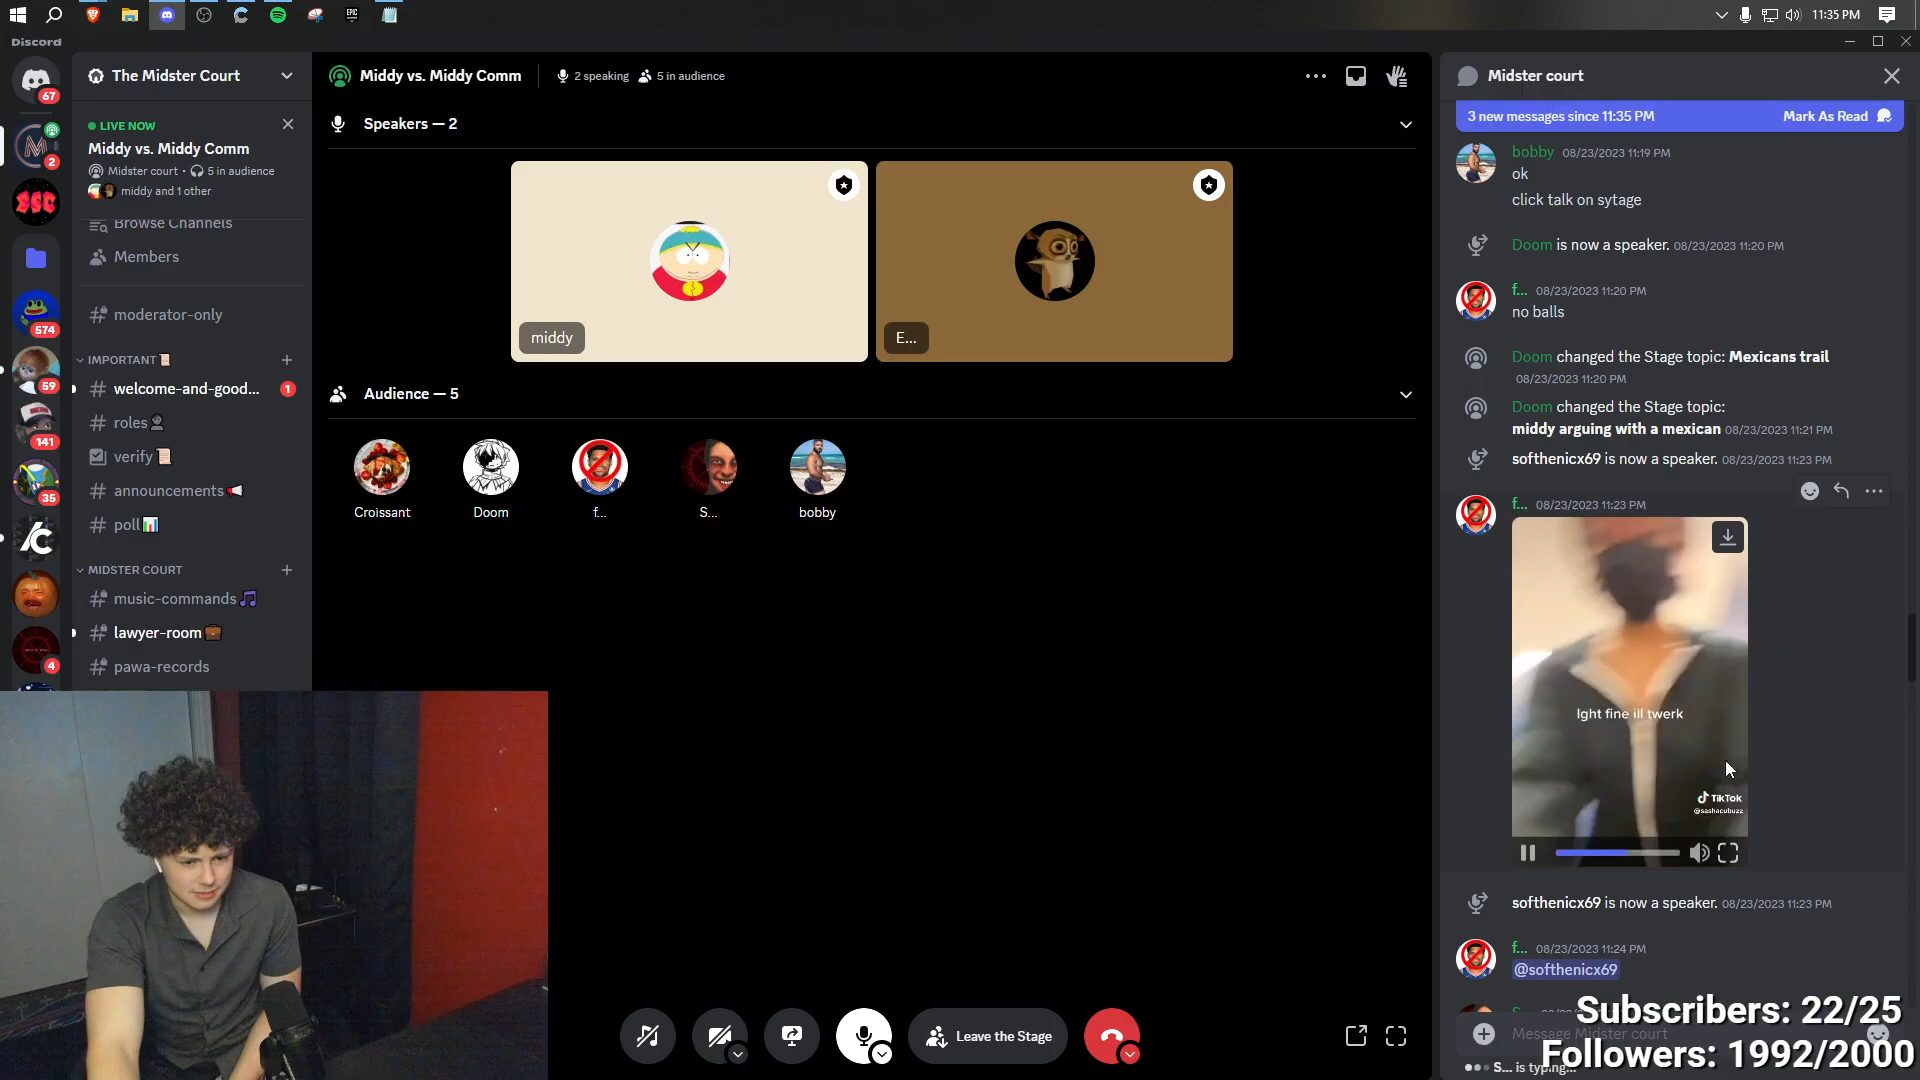 11:35 PM
Discord
67
2
574
59
141
35
4
The Midster Court
LIVE NOW
Middy vs. Middy Comm
Midster court • 5 in audience
middy and 1 other
Browse Channels
Members
moderator-only
IMPORTANT
welcome-and-good...
1
roles
verify
announcements
poll
MIDSTER COURT
music-commands
lawyer-room
pawa-records
Middy vs. Middy Comm
2 speaking
5 in audience
Speakers — 2
middy
E...
Audience — 5
Croissant
Doom
f...
S...
bobby
Leave the Stage
Midster court
3 new messages since 11:35 PM
Mark As Read
bobby 08/23/2023 11:19 PM
ok
click talk on sytage
Doom is now a speaker. 08/23/2023 11:20 PM
f... 08/23/2023 11:20 PM
no balls
Doom changed the Stage topic: Mexicans trail
08/23/2023 11:20 PM
Doom changed the Stage topic:
middy arguing with a mexican 08/23/2023 11:21 PM
softhenicx69 is now a speaker. 08/23/2023 11:23 PM
f... 08/23/2023 11:23 PM
Ight fine ill twerk
TikTok
@sashacubuzz
softhenicx69 is now a speaker. 08/23/2023 11:23 PM
f... 08/23/2023 11:24 PM
@softhenicx69
Message Midster court
S... is typing...
Subscribers: 22/25
Followers: 1992/2000